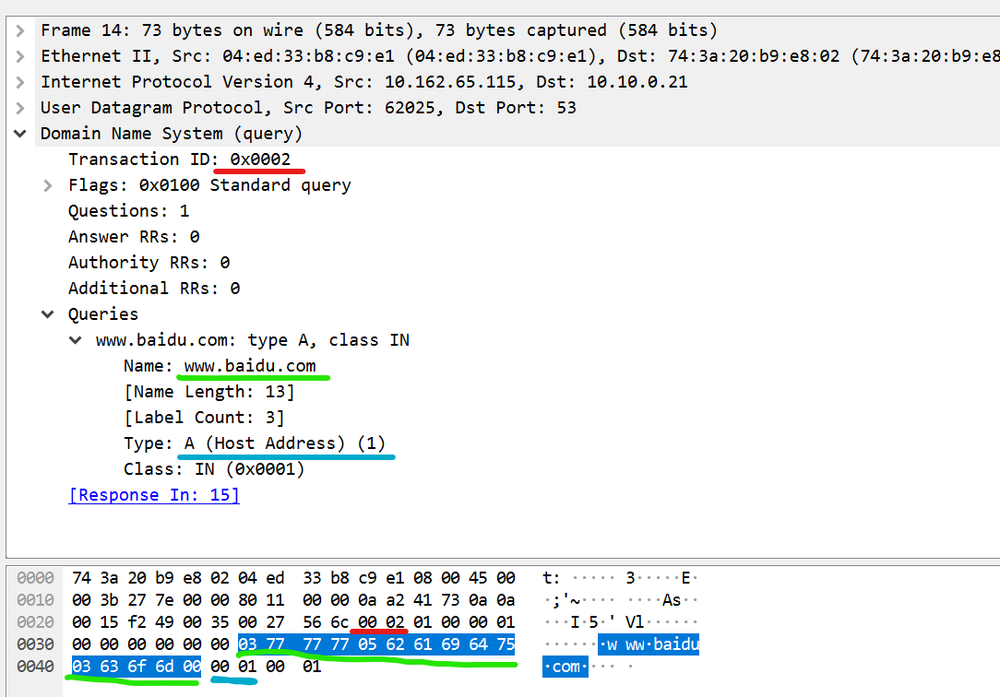 Frame 14: 73 bytes on wire (584 bits), 73 bytes captured (584 bits)
Ethernet II, Src: 04:ed:33:b8:c9:e1 (04:ed:33:b8:c9:e1), Dst: 74:3a:20:b9:e8:02 (74:3a:20:b9:e8
Internet Protocol Version 4, Src: 10.162.65.115, Dst: 10.10.0.21
User Datagram Protocol, Src Port: 62025, Dst Port: 53
Domain Name System (query)
Transaction ID: 0x0002
Flags: 0x0100 Standard query
Questions: 1
Answer RRs: 0
Authority RRs: 0
Additional RRs: 0
Queries
www.baidu.com: type A, class IN
Name: www.baidu.com
[Name Length: 13]
[Label Count: 3]
Type: A (Host Address) (1)
Class: IN (0x0001)
[Response In: 15]
0000 74 3a 20 b9 e8 02 04 ed 33 b8 c9 e1 08 00 45 00 t: ·····3·····E·
0010 00 3b 27 7e 00 00 80 11 00 00 0a a2 41 73 0a 0a ·;'~········As··
0020 00 15 f2 49 00 35 00 27 56 6c 00 02 01 00 00 01 ···I·5·'Vl······
0030 00 00 00 00 00 00 03 77 77 77 05 62 61 69 64 75 ·······www·baidu
0040 03 63 6f 6d 00 00 01 00 01 ·com·····